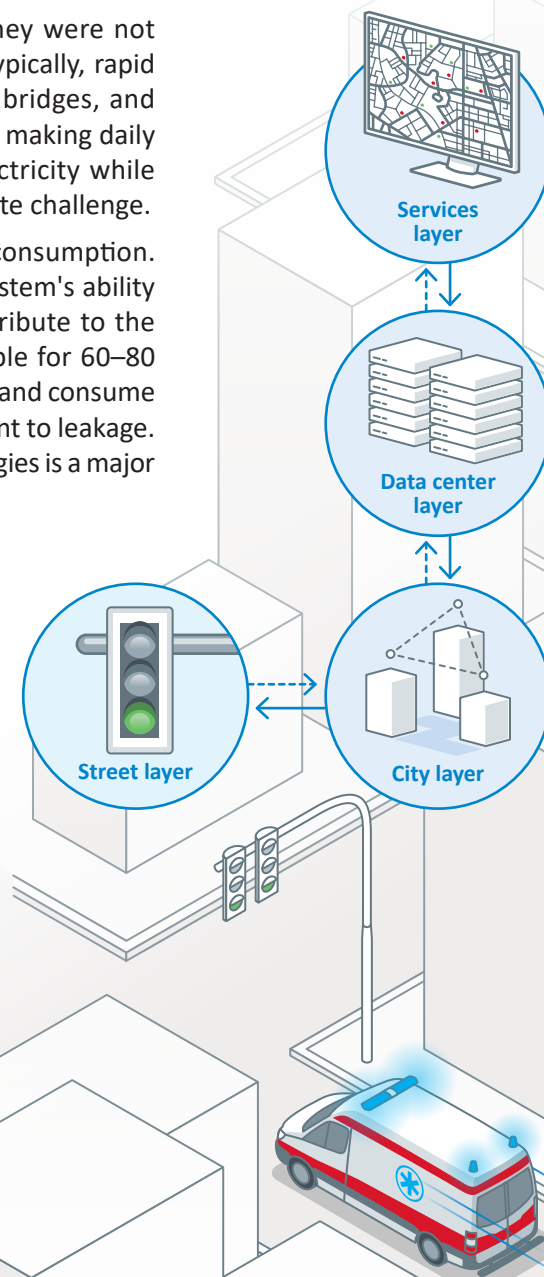 hey were not
ypically, rapid
bridges, and
making daily
ctricity while
te challenge.
consumption.
stem's ability
ribute to the
ble for 60–80
and consume
nt to leakage.
gies is a major
Services
layer
Data center
layer
Street layer
City layer